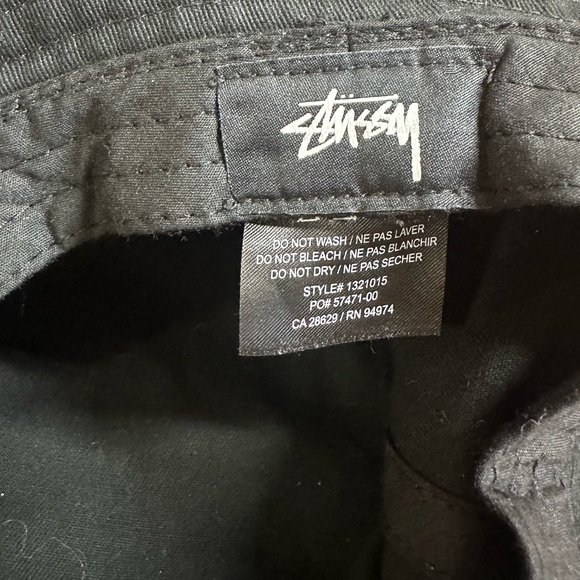 STÜSSY
DO NOT WASH / NE PAS LAVER
DO NOT BLEACH / NE PAS BLANCHIR
DO NOT DRY / NE PAS SECHER
STYLE# 1321015
PO# 57471-00
CA 28629 / RN 94974